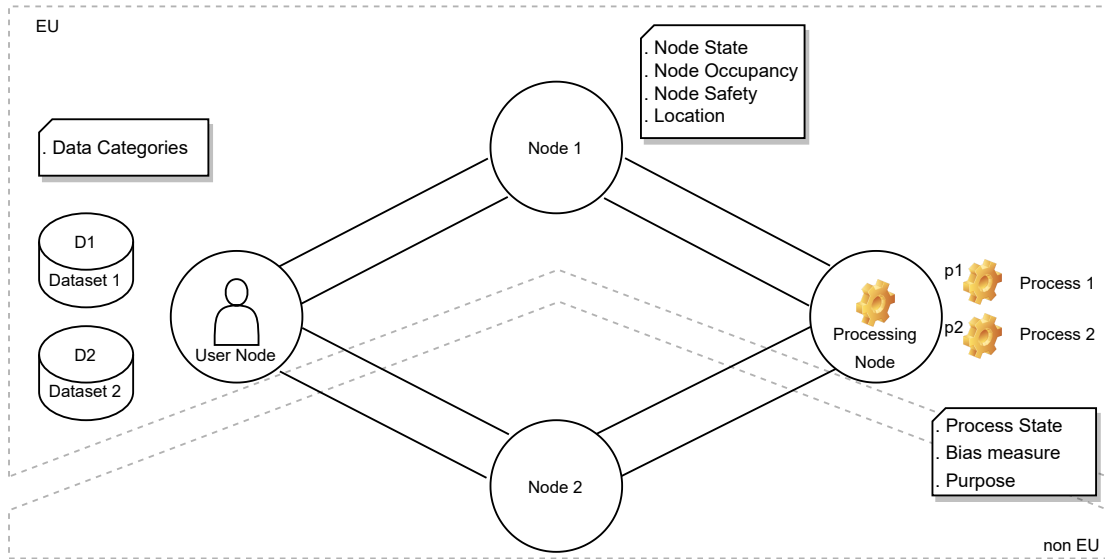 EU
. Node State
. Node Occupancy
. Node Safety
. Location
. Data Categories
Node 1
D1
Dataset 1
D2
Dataset 2
User Node
Processing
Node
p1
Process 1
p2
Process 2
Node 2
. Process State
. Bias measure
. Purpose
non EU